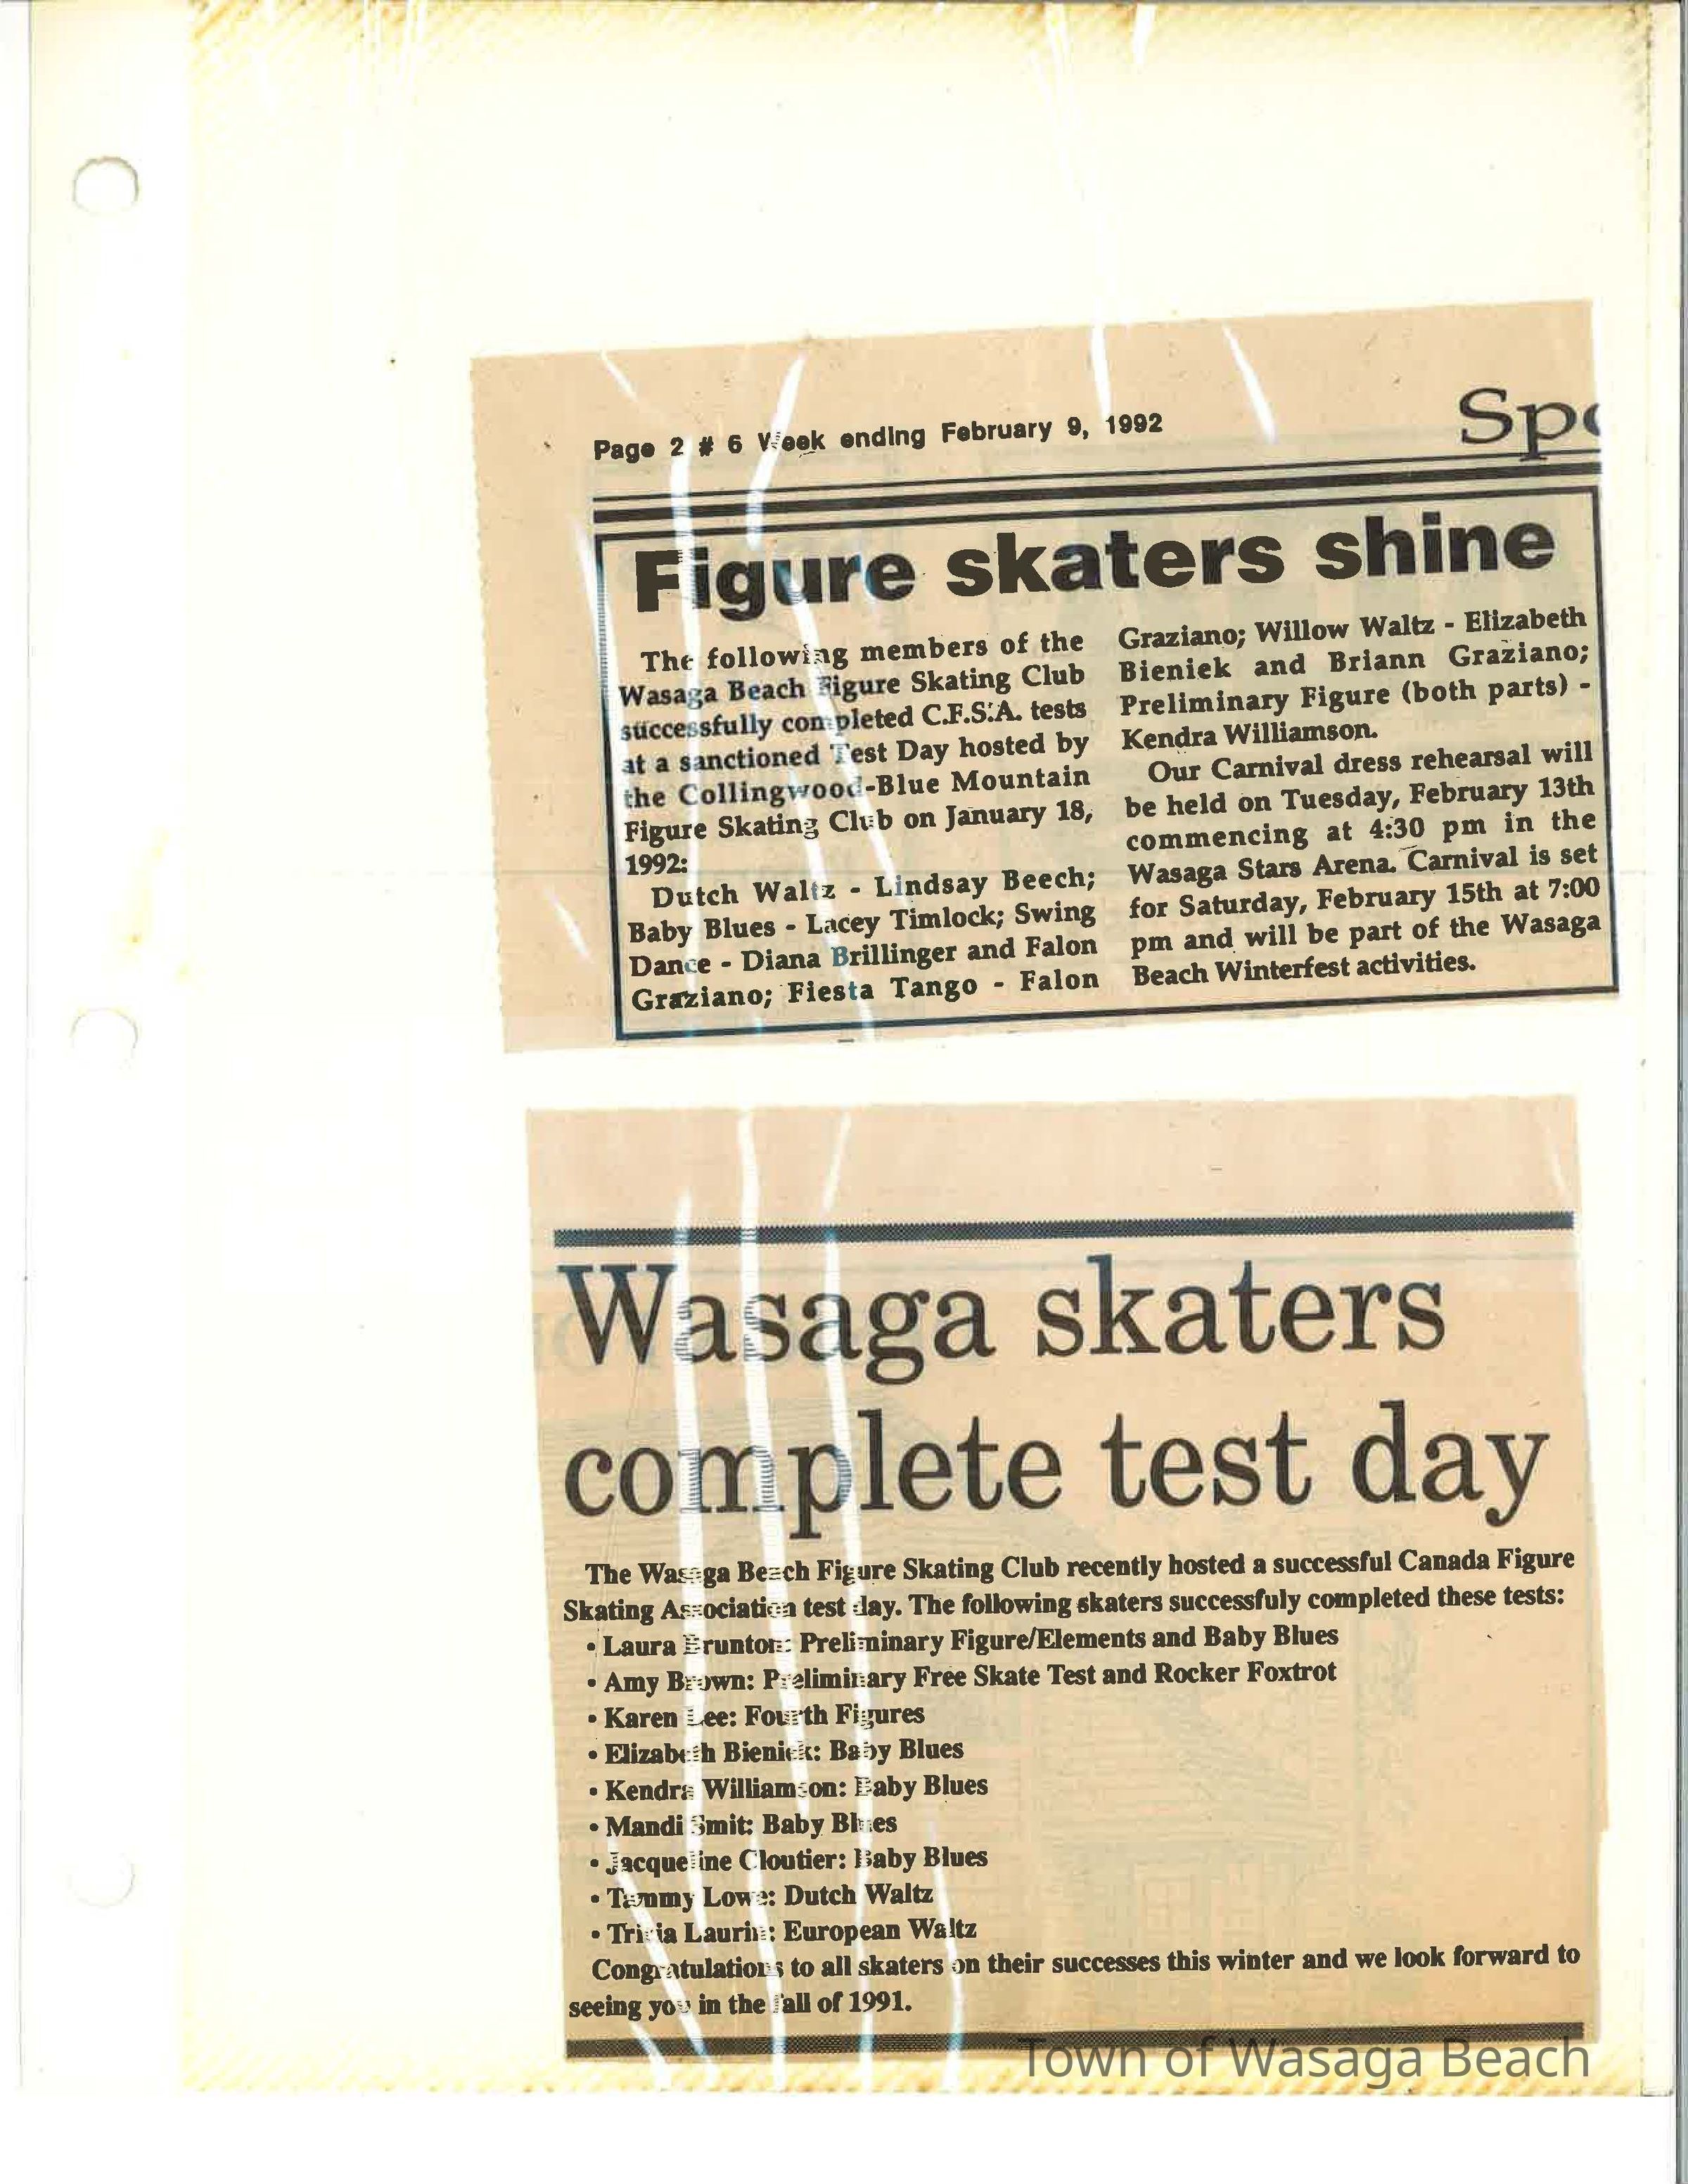 Page 2 # 6 Week ending February 9, 1992
Spo
Figure skaters shine
The following members of the
Wasaga Beach Figure Skating Club
successfully completed C.F.S.A. tests
at a sanctioned Test Day hosted by
the Collingwood-Blue Mountain
Figure Skating Club on January 18,
1992:
Dutch Waltz - Lindsay Beech;
Baby Blues - Lacey Timlock; Swing
Dance - Diana Brillinger and Falon
Graziano; Fiesta Tango - Falon
Graziano; Willow Waltz - Elizabeth
Bieniek and Briann Graziano;
Preliminary Figure (both parts) -
Kendra Williamson.
Our Carnival dress rehearsal will
be held on Tuesday, February 13th
commencing at 4:30 pm in the
Wasaga Stars Arena. Carnival is set
for Saturday, February 15th at 7:00
pm and will be part of the Wasaga
Beach Winterfest activities.
Wasaga skaters
complete test day
The Wasaga Beach Figure Skating Club recently hosted a successful Canada Figure
Skating Association test day. The following skaters successfuly completed these tests:
• Laura Brunton: Preliminary Figure/Elements and Baby Blues
• Amy Brown: Preliminary Free Skate Test and Rocker Foxtrot
• Karen Lee: Fourth Figures
• Elizabeth Bieniek: Baby Blues
• Kendra Williamson: Baby Blues
• Mandi Smit: Baby Blues
• Jacqueline Cloutier: Baby Blues
• Tammy Lowe: Dutch Waltz
• Tricia Laurin: European Waltz
Congratulations to all skaters on their successes this winter and we look forward to
seeing you in the fall of 1991.
Town of Wasaga Beach